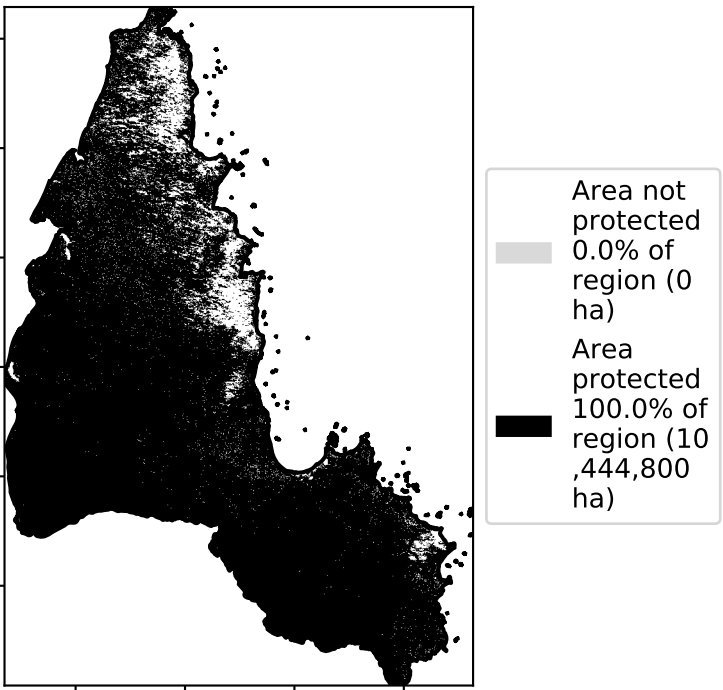 Area not
protected
0.0% of
region (0
ha)
Area
protected
100.0% of
region (10
,444,800
ha)